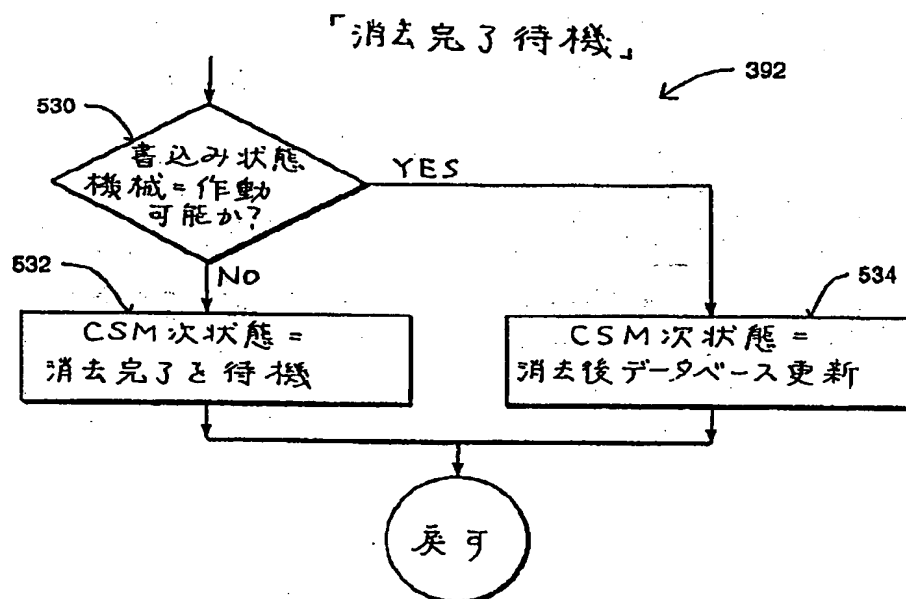 「消去完了待機」
392
530
書込み状態
機械=作動
可能か?
YES
NO
532
CSM次状態=
消去完了を待機
534
CSM次状態=
消去後データベース更新
戻す